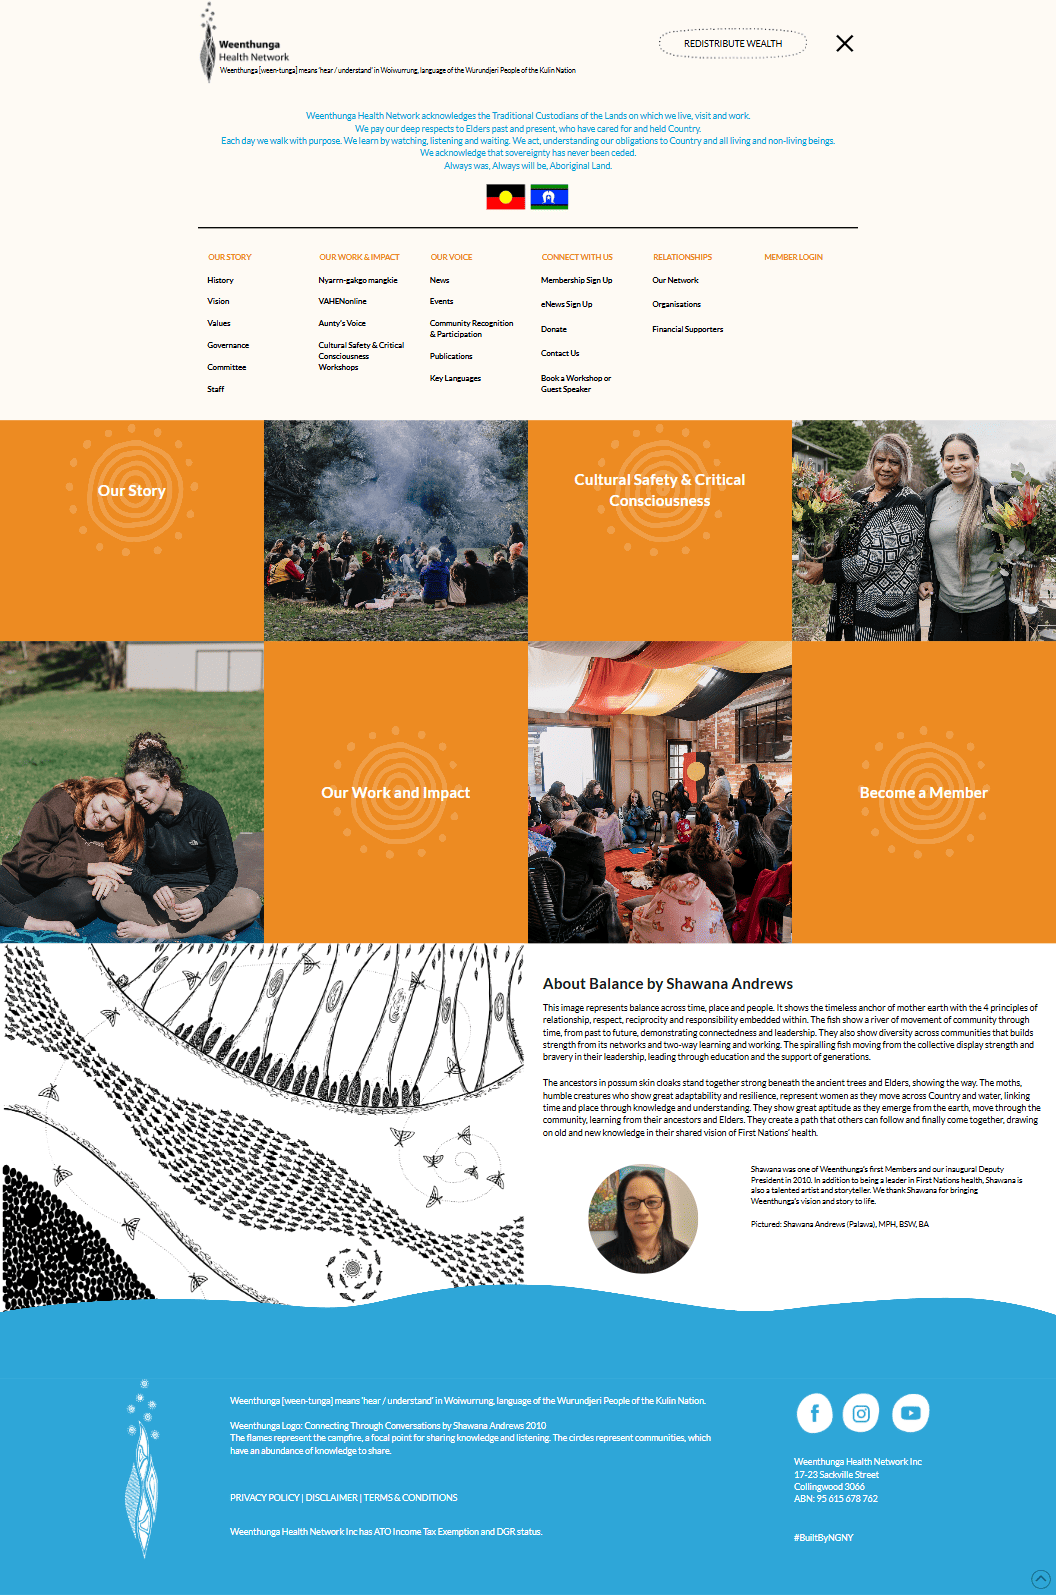 Weenthunga
Health Network
Weenthunga [ween-tunga] means 'hear / understand' in Woiwurrung, language of the Wurundjeri People of the Kulin Nation
REDISTRIBUTE WEALTH
Weenthunga Health Network acknowledges the Traditional Custodians of the Lands on which we live, visit and work.
We pay our deep respects to Elders past and present, who have cared for and held Country.
Each day we walk with purpose. We learn by watching, listening and waiting. We act, understanding our obligations to Country and all living and non-living beings.
We acknowledge that sovereignty has never been ceded.
Always was, Always will be, Aboriginal Land.
OUR STORY
History
Vision
Values
Governance
Committee
Staff
OUR WORK & IMPACT
Nyarrn-gakgo mangkie
VAHENonline
Aunty's Voice
Cultural Safety & Critical
Consciousness
Workshops
OUR VOICE
News
Events
Community Recognition
& Participation
Publications
Key Languages
CONNECT WITH US
Membership Sign Up
eNews Sign Up
Donate
Contact Us
Book a Workshop or
Guest Speaker
RELATIONSHIPS
Our Network
Organisations
Financial Supporters
MEMBER LOGIN
Our Story
Cultural Safety & Critical
Consciousness
Our Work and Impact
Become a Member
About Balance by Shawana Andrews
This image represents balance across time, place and people. It shows the timeless anchor of mother earth with the 4 principles of
relationship, respect, reciprocity and responsibility embedded within. The fish show a river of movement of community through
time, from past to future, demonstrating connectedness and leadership. They also show diversity across communities that builds
strength from its networks and two-way learning and working. The spiralling fish moving from the collective display strength and
bravery in their leadership, leading through education and the support of generations.
The ancestors in possum skin cloaks stand together strong beneath the ancient trees and Elders, showing the way. The moths,
humble creatures who show great adaptability and resilience, represent women as they move across Country and water, linking
time and place through knowledge and understanding. They show great aptitude as they emerge from the earth, move through the
community, learning from their ancestors and Elders. They create a path that others can follow and finally come together, drawing
on old and new knowledge in their shared vision of First Nations' health.
Shawana was one of Weenthunga's first Members and our inaugural Deputy
President in 2010. In addition to being a leader in First Nations health, Shawana is
also a talented artist and storyteller. We thank Shawana for bringing
Weenthunga's vision and story to life.
Pictured: Shawana Andrews (Palawa), MPH, BSW, BA
Weenthunga [ween-tunga] means 'hear / understand' in Woiwurrung, language of the Wurundjeri People of the Kulin Nation.
Weenthunga Logo: Connecting Through Conversations by Shawana Andrews 2010
The flames represent the campfire, a focal point for sharing knowledge and listening. The circles represent communities, which
have an abundance of knowledge to share.
PRIVACY POLICY | DISCLAIMER | TERMS & CONDITIONS
Weenthunga Health Network Inc has ATO Income Tax Exemption and DGR status.
Weenthunga Health Network Inc
17-23 Sackville Street
Collingwood 3066
ABN: 95 615 678 762
#BuiltByNGNY